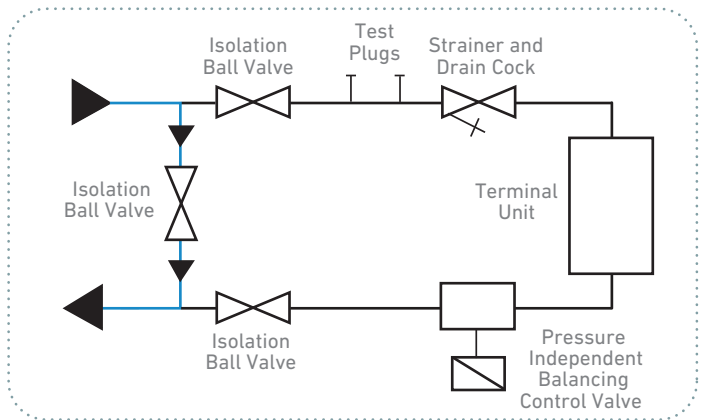 Isolation
Ball Valve
Test
Plugs
Strainer and
Drain Cock
Isolation
Ball Valve
Terminal
Unit
Isolation
Ball Valve
Pressure
Independent
Balancing
Control Valve